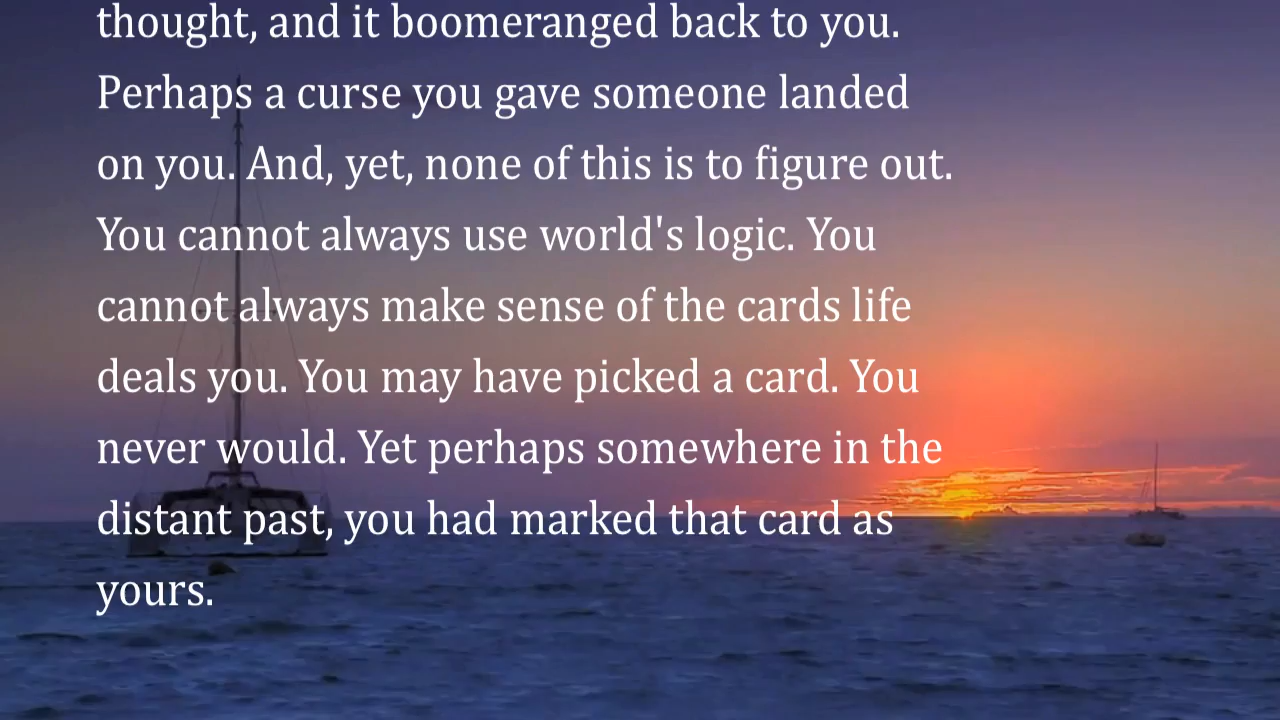 thought, and it boomeranged back to you.
Perhaps a curse you gave someone landed
on you. And, yet, none of this is to figure out.
You cannot always use world's logic. You
cannot always make sense of the cards life
deals you. You may have picked a card. You
never would. Yet perhaps somewhere in the
distant past, you had marked that card as
yours.